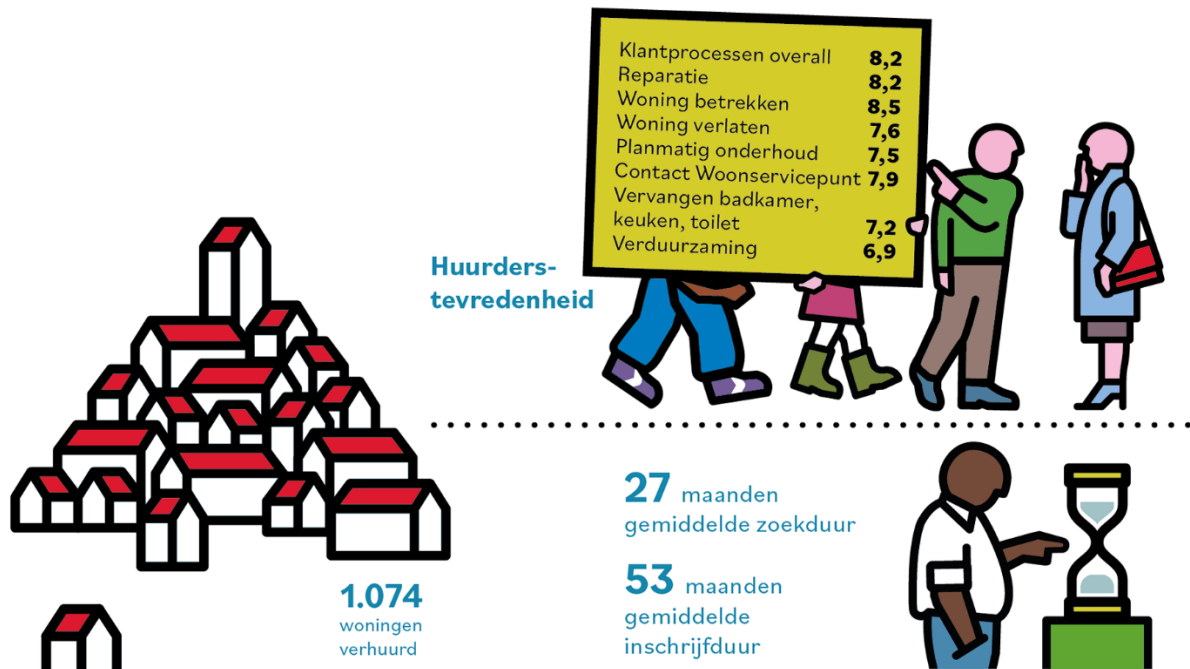 Klantprocessen overall 8,2
Reparatie 8,2
Woning betrekken 8,5
Woning verlaten 7,6
Planmatig onderhoud 7,5
Contact Woonservicepunt 7,9
Vervangen badkamer,
keuken, toilet 7,2
Verduurzaming 6,9
Huurders-
tevredenheid
27 maanden
gemiddelde zoekduur
53 maanden
gemiddelde
inschrijfduur
1.074
woningen
verhuurd